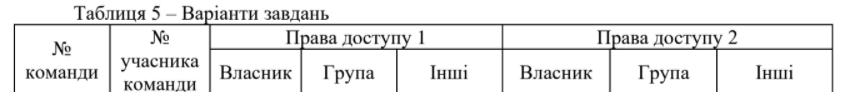 Таблиця 5 – Варіанти завдань
№ команди
№ учасника команди
Права доступу 1
Права доступу 2
Власник
Група
Інші
Власник
Група
Інші